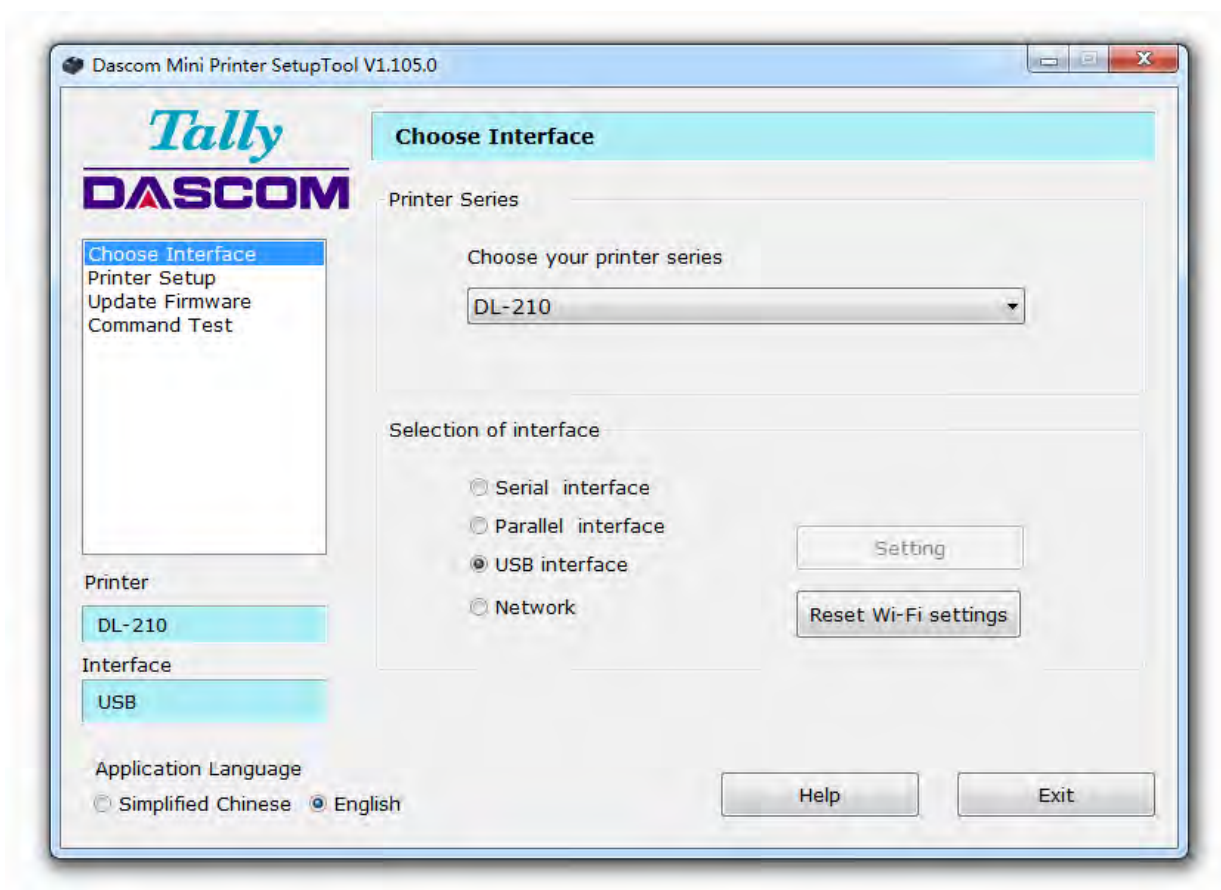 Dascom Mini Printer SetupTool V1.105.0
Tally
DASCOM
Choose Interface
Printer Setup
Update Firmware
Command Test
Printer
DL-210
Interface
USB
Application Language
Simplified Chinese English
Choose Interface
Printer Series
Choose your printer series
DL-210
Selection of interface
Serial interface
Parallel interface
USB interface
Network
Setting
Reset Wi-Fi settings
Help Exit